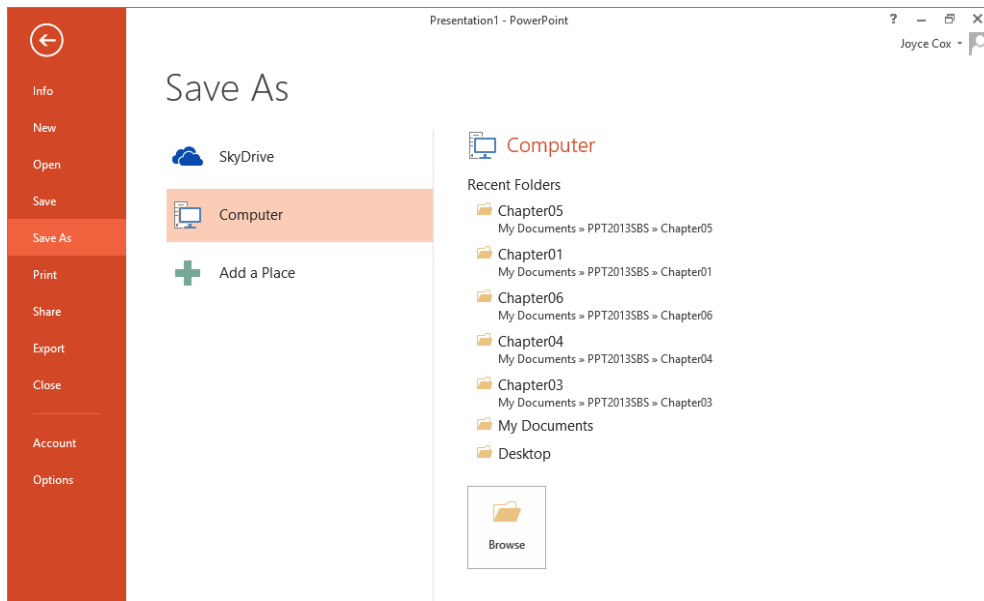 Presentation1 - PowerPoint
?
Joyce Cox
Info
New
Open
Save
Save As
Print
Share
Export
Close
Account
Options
Save As
SkyDrive
Computer
Add a Place
Computer
Recent Folders
Chapter05
My Documents » PPT2013SBS » Chapter05
Chapter01
My Documents » PPT2013SBS » Chapter01
Chapter06
My Documents » PPT2013SBS » Chapter06
Chapter04
My Documents » PPT2013SBS » Chapter04
Chapter03
My Documents » PPT2013SBS » Chapter03
My Documents
Desktop
Browse